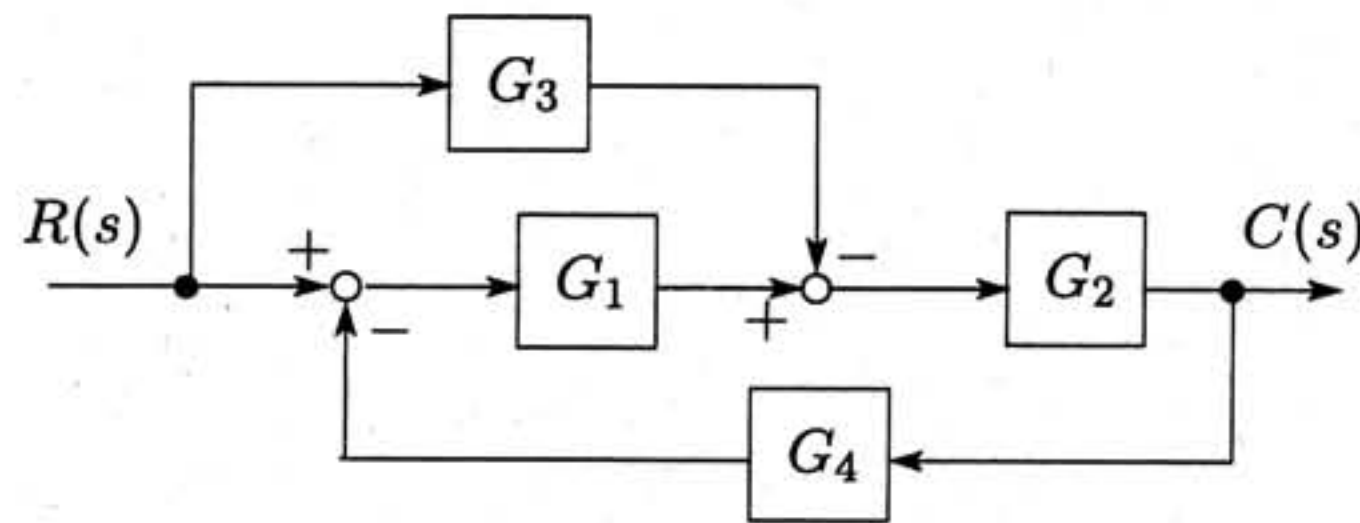 G₃
R(s)
C(s)
+
−
G₁
+
−
G₂
G₄